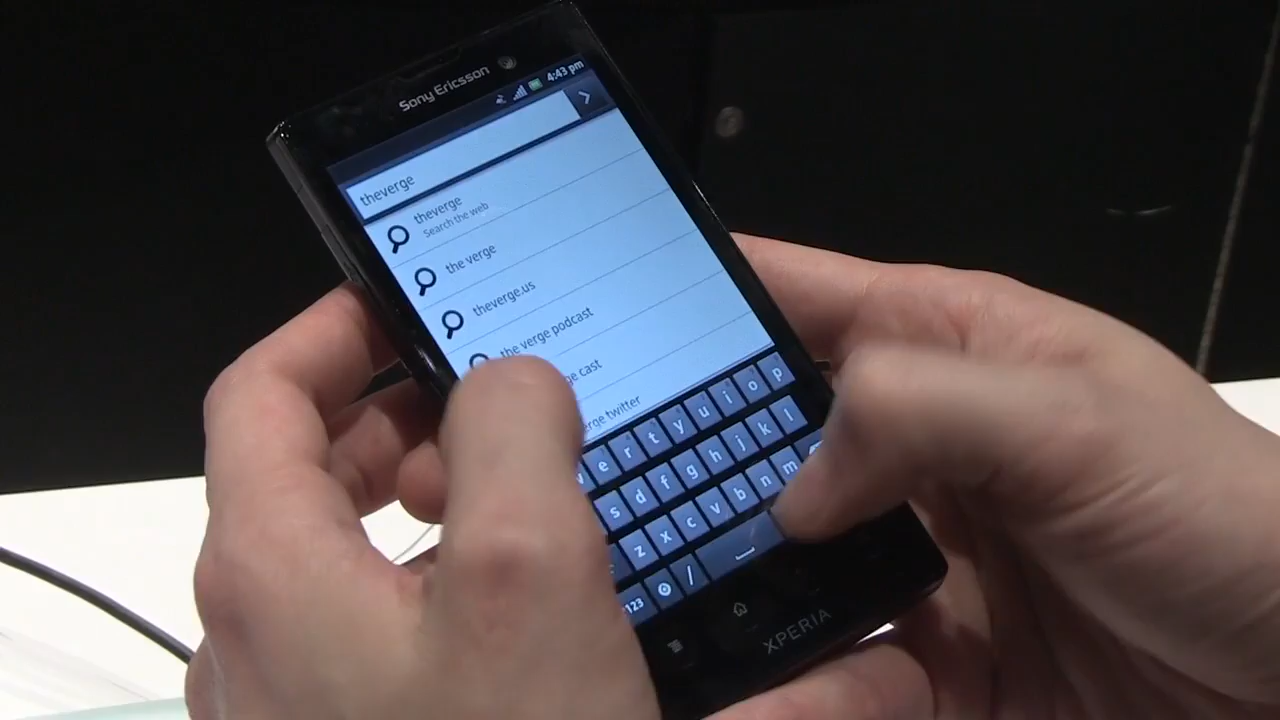 Sony Ericsson
4:43 pm
theverge
theverge
Search the web
the verge
theverge.us
the verge podcast
cast
twitter
e r t y u i o p
s d f g h j k l
z x c v b n m
123 /
XPERIA